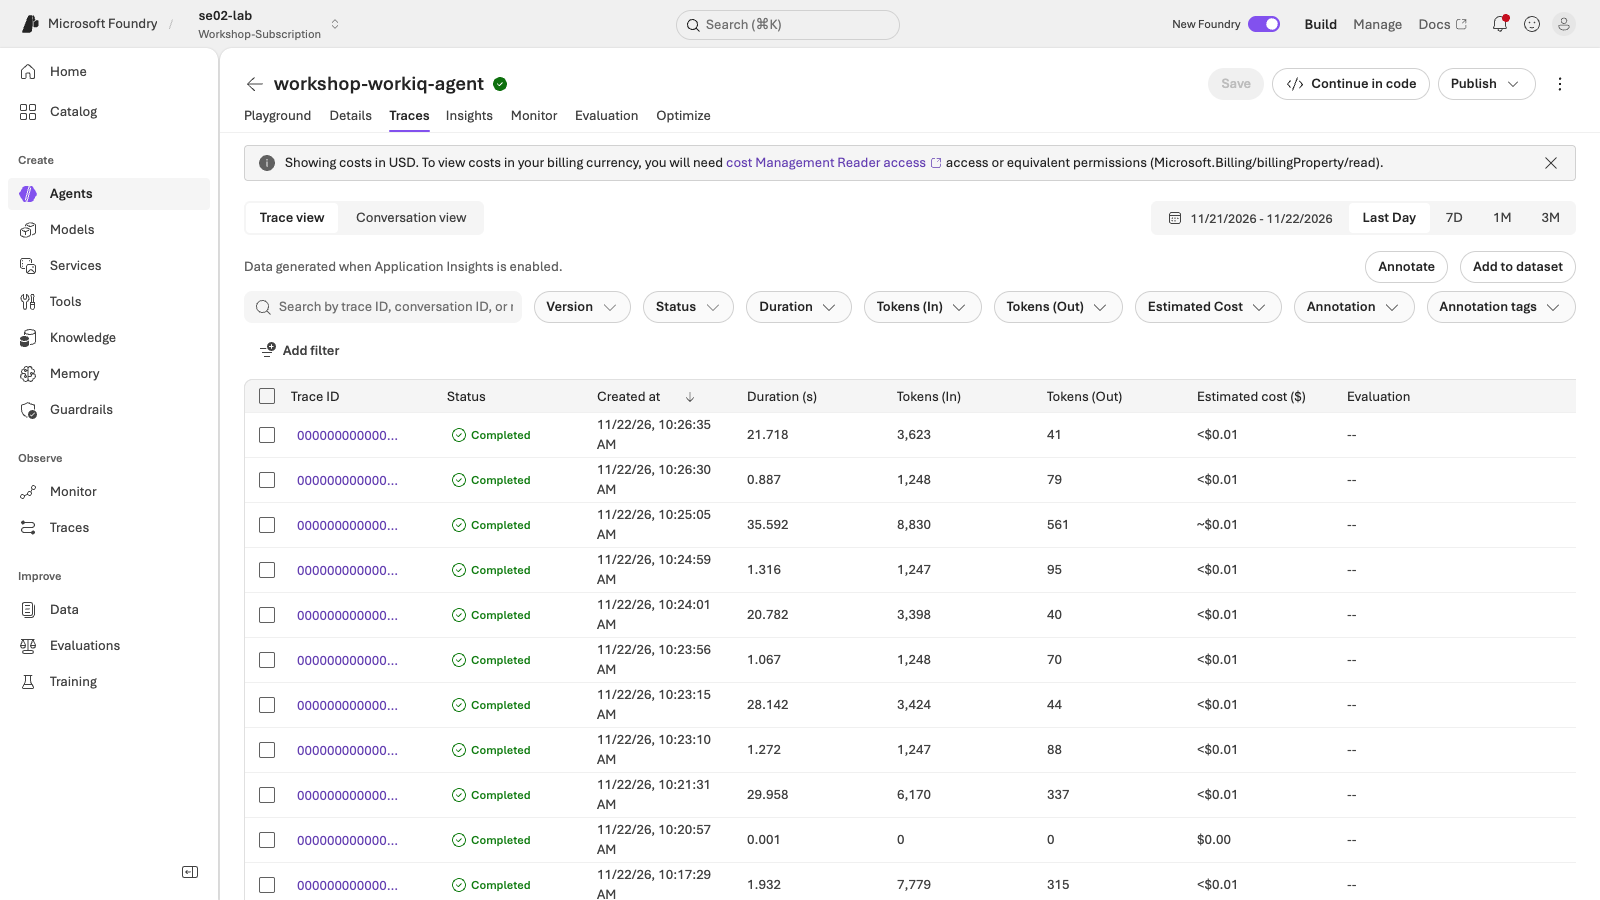 Microsoft Foundry / se02-lab
Workshop-Subscription
Search (⌘K)
New Foundry Build Manage Docs
Home
Catalog
Create
Agents
Models
Services
Tools
Knowledge
Memory
Guardrails
Observe
Monitor
Traces
Improve
Data
Evaluations
Training
workshop-workiq-agent
Save </> Continue in code Publish
Playground Details Traces Insights Monitor Evaluation Optimize
Showing costs in USD. To view costs in your billing currency, you will need cost Management Reader access access or equivalent permissions (Microsoft.Billing/billingProperty/read).
Trace view Conversation view
11/21/2026 - 11/22/2026 Last Day 7D 1M 3M
Data generated when Application Insights is enabled.
Annotate Add to dataset
Search by trace ID, conversation ID, or r Version Status Duration Tokens (In) Tokens (Out) Estimated Cost Annotation Annotation tags
Add filter
Trace ID Status Created at Duration (s) Tokens (In) Tokens (Out) Estimated cost ($) Evaluation
000000000000... Completed 11/22/26, 10:26:35 AM 21.718 3,623 41 <$0.01 --
000000000000... Completed 11/22/26, 10:26:30 AM 0.887 1,248 79 <$0.01 --
000000000000... Completed 11/22/26, 10:25:05 AM 35.592 8,830 561 ~$0.01 --
000000000000... Completed 11/22/26, 10:24:59 AM 1.316 1,247 95 <$0.01 --
000000000000... Completed 11/22/26, 10:24:01 AM 20.782 3,398 40 <$0.01 --
000000000000... Completed 11/22/26, 10:23:56 AM 1.067 1,248 70 <$0.01 --
000000000000... Completed 11/22/26, 10:23:15 AM 28.142 3,424 44 <$0.01 --
000000000000... Completed 11/22/26, 10:23:10 AM 1.272 1,247 88 <$0.01 --
000000000000... Completed 11/22/26, 10:21:31 AM 29.958 6,170 337 <$0.01 --
000000000000... Completed 11/22/26, 10:20:57 AM 0.001 0 0 $0.00 --
000000000000... Completed 11/22/26, 10:17:29 AM 1.932 7,779 315 <$0.01 --